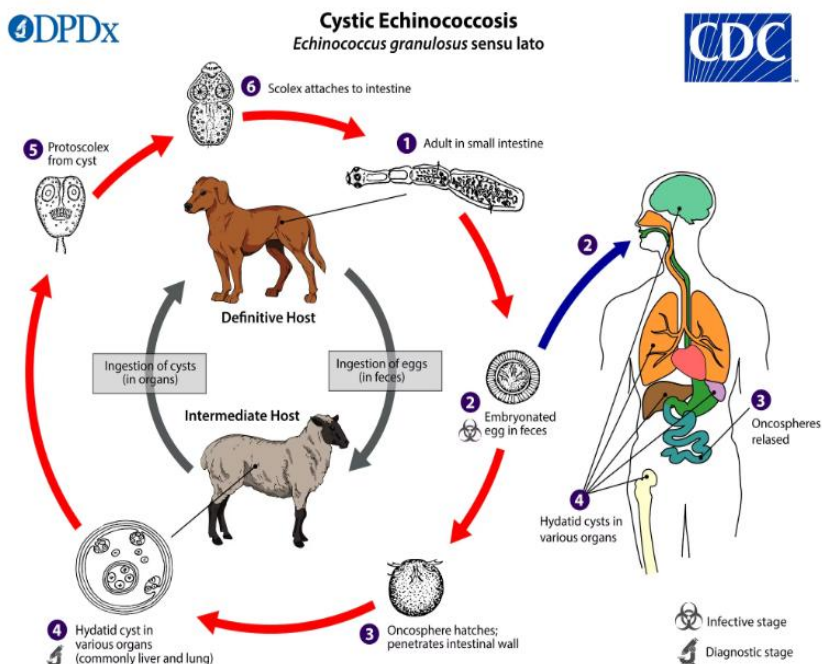 DPDx
Cystic Echinococcosis
Echinococcus granulosus sensu lato
CDC
6 Scolex attaches to intestine
1 Adult in small intestine
5 Protoscolex
from cyst
2
Definitive Host
Ingestion of cysts
(in organs)
Ingestion of eggs
(in feces)
Intermediate Host
2 Embryonated
egg in feces
3
Oncospheres
relased
4
Hydatid cysts in
various organs
4 Hydatid cyst in
various organs
(commonly liver and lung)
3 Oncosphere hatches;
penetrates intestinal wall
Infective stage
Diagnostic stage